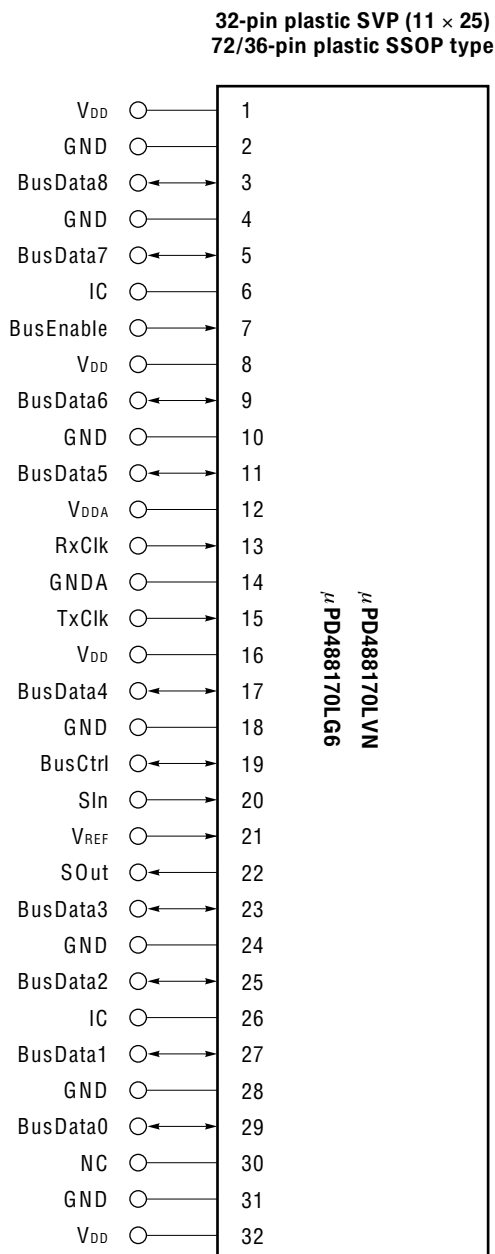 32-pin plastic SVP (11 × 25)
72/36-pin plastic SSOP type
VDD 1
GND 2
BusData8 3
GND 4
BusData7 5
IC 6
BusEnable 7
VDD 8
BusData6 9
GND 10
BusData5 11
VDDA 12
RxClk 13
GNDA 14
TxClk 15
VDD 16
BusData4 17
GND 18
BusCtrl 19
SIn 20
VREF 21
SOut 22
BusData3 23
GND 24
BusData2 25
IC 26
BusData1 27
GND 28
BusData0 29
NC 30
GND 31
VDD 32
µPD488170LVN
µPD488170LG6